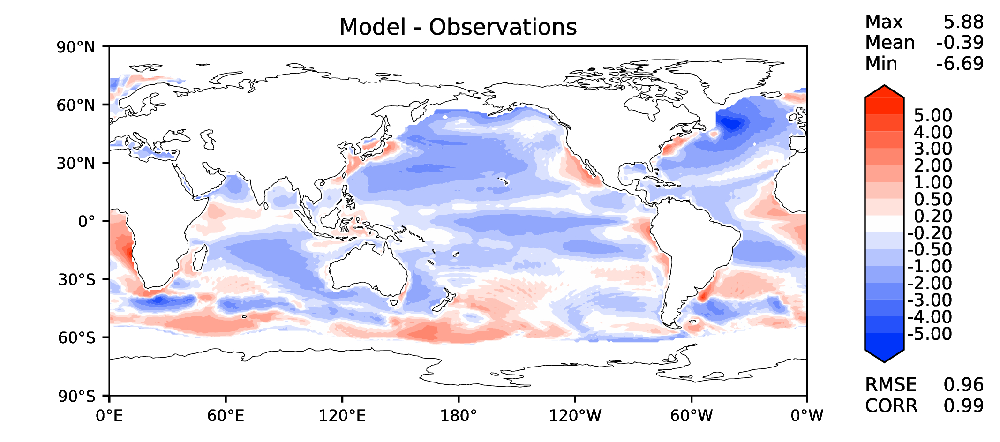 Model - Observations
Max 5.88
Mean -0.39
Min -6.69
90°N
60°N
30°N
0°
30°S
60°S
90°S
0°E
60°E
120°E
180°
120°W
60°W
0°W
5.00
4.00
3.00
2.00
1.00
0.50
0.20
-0.20
-0.50
-1.00
-2.00
-3.00
-4.00
-5.00
RMSE 0.96
CORR 0.99